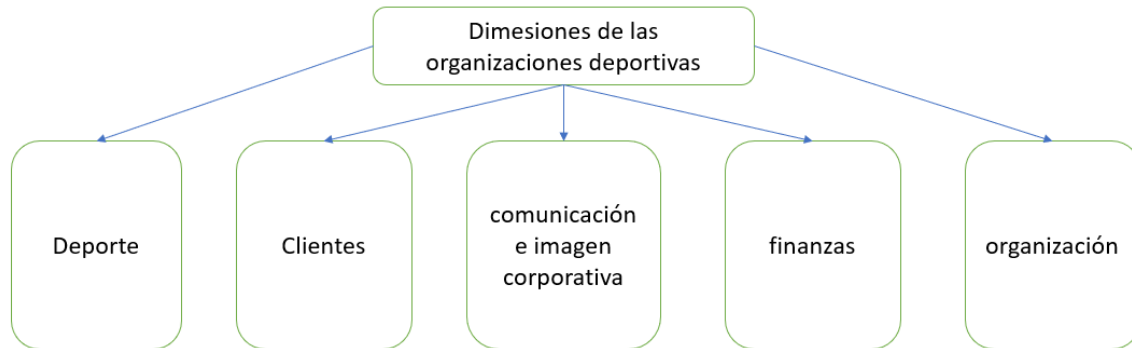 Dimesiones de las
organizaciones deportivas
Deporte
Clientes
comunicación
e imagen
corporativa
finanzas
organización